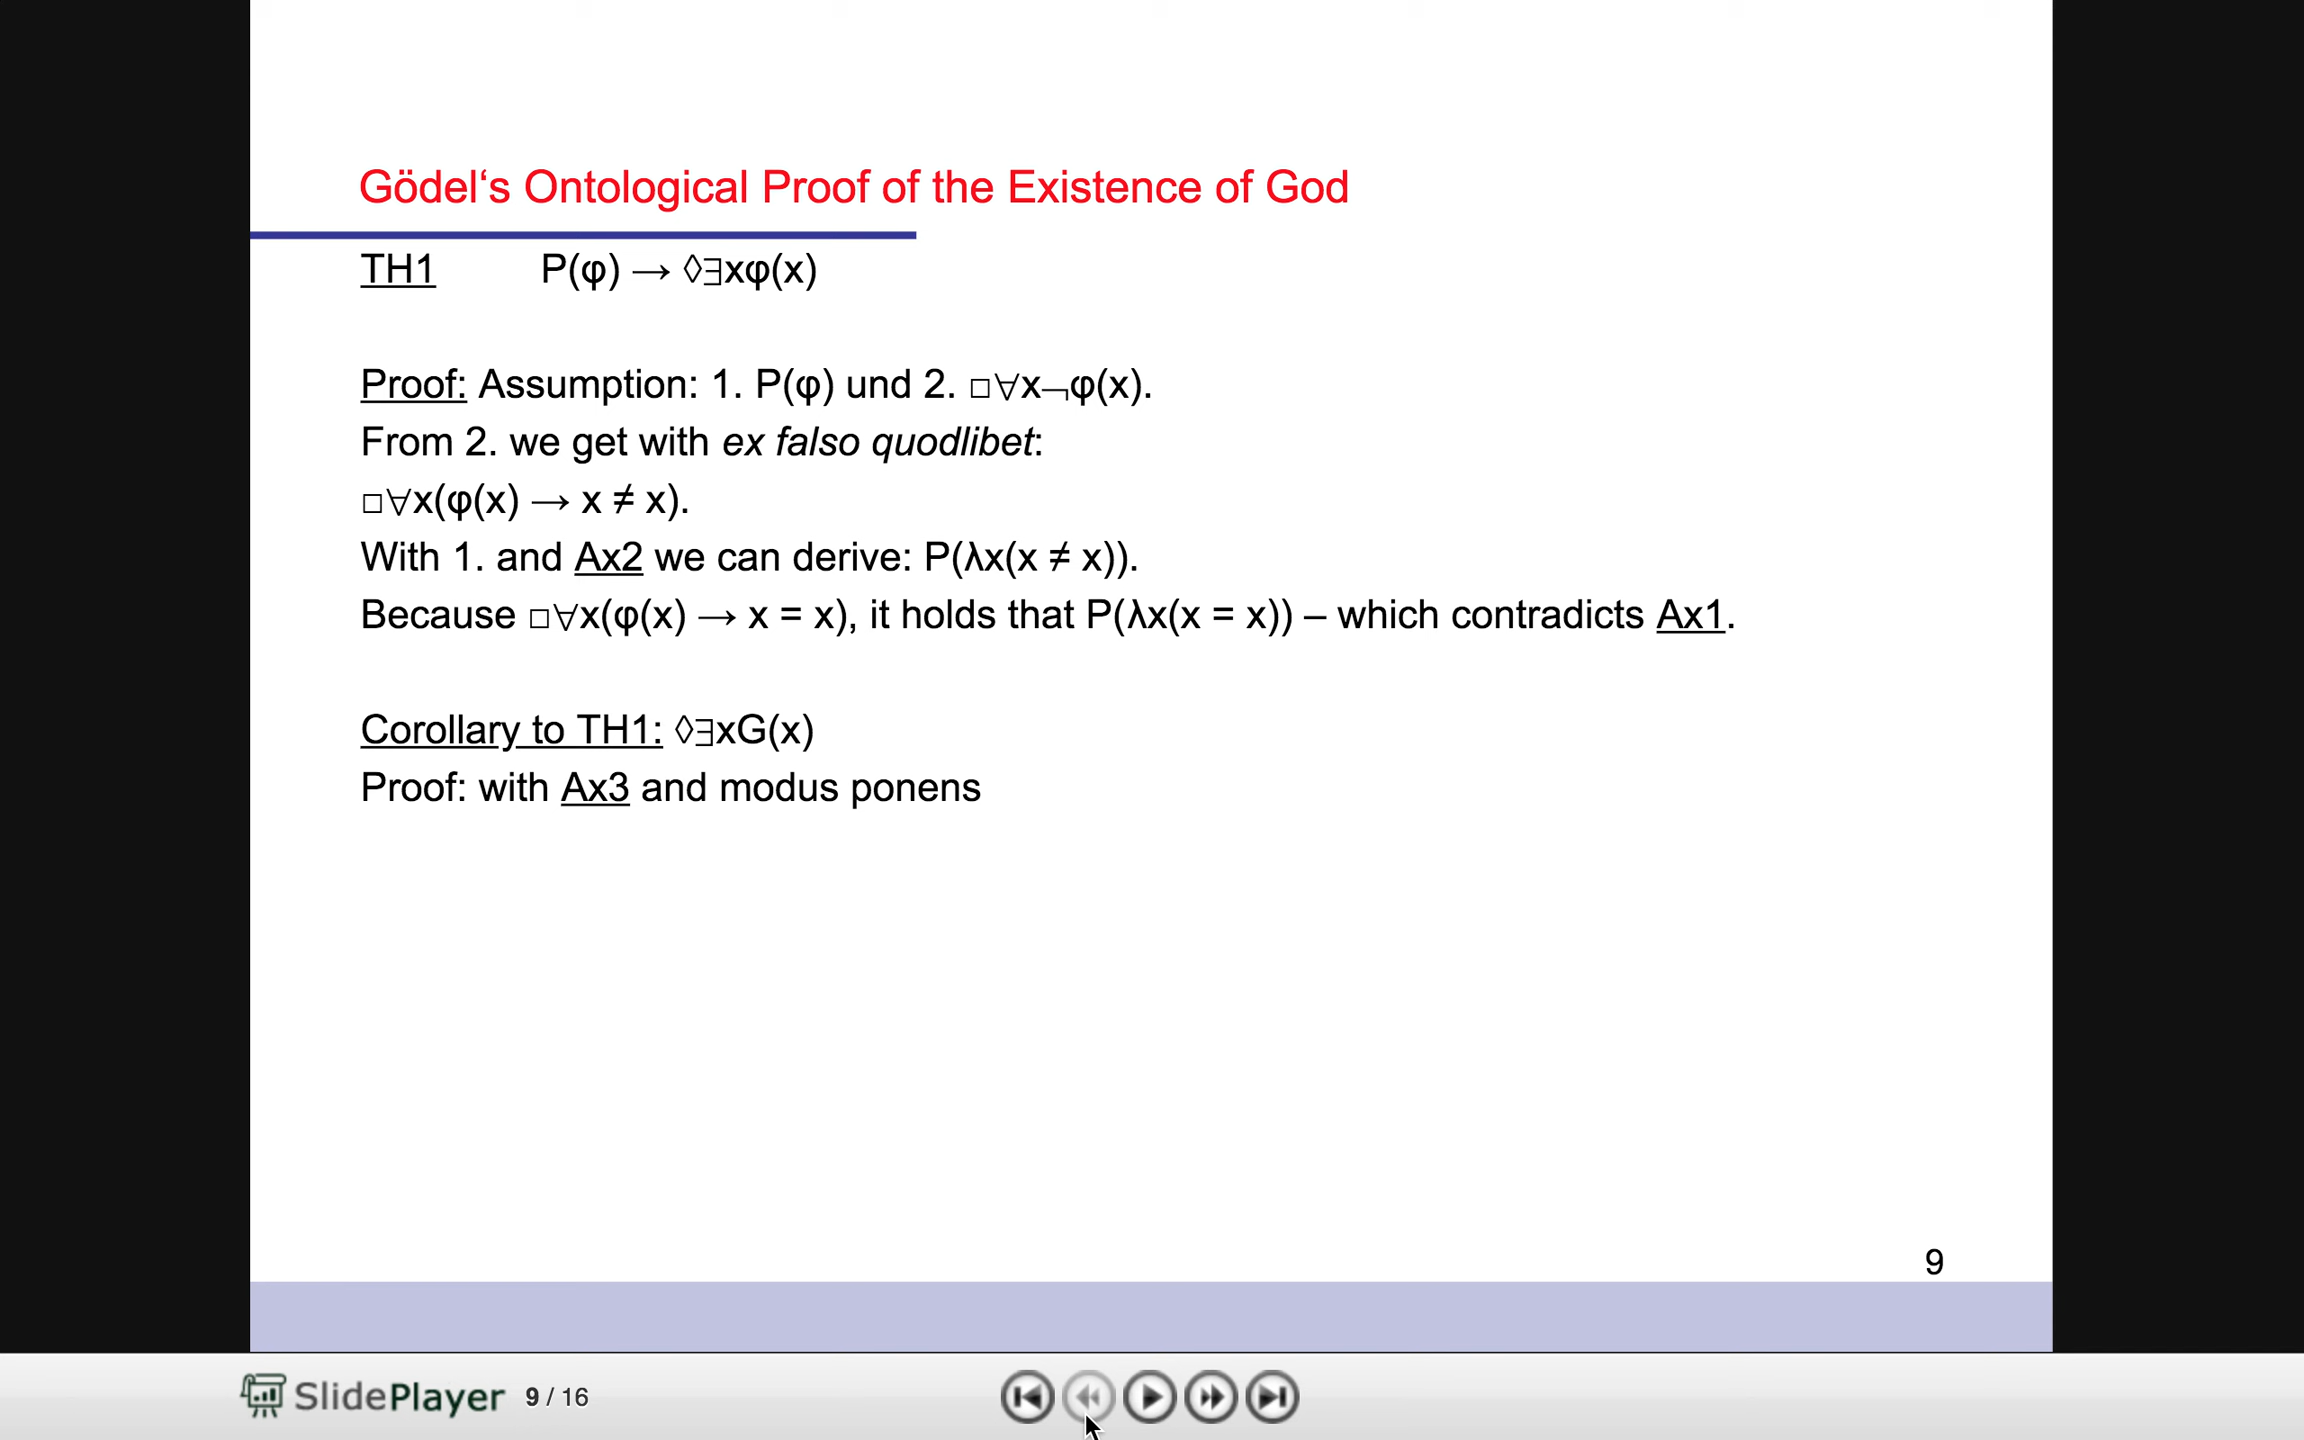 Gödel‘s Ontological Proof of the Existence of God
TH1 P(φ) → ◊∃xφ(x)
Proof: Assumption: 1. P(φ) und 2. □∀x¬φ(x).
From 2. we get with ex falso quodlibet:
□∀x(φ(x) → x ≠ x).
With 1. and Ax2 we can derive: P(λx(x ≠ x)).
Because □∀x(φ(x) → x = x), it holds that P(λx(x = x)) – which contradicts Ax1.
Corollary to TH1: ◊∃xG(x)
Proof: with Ax3 and modus ponens
9
SlidePlayer 9 / 16